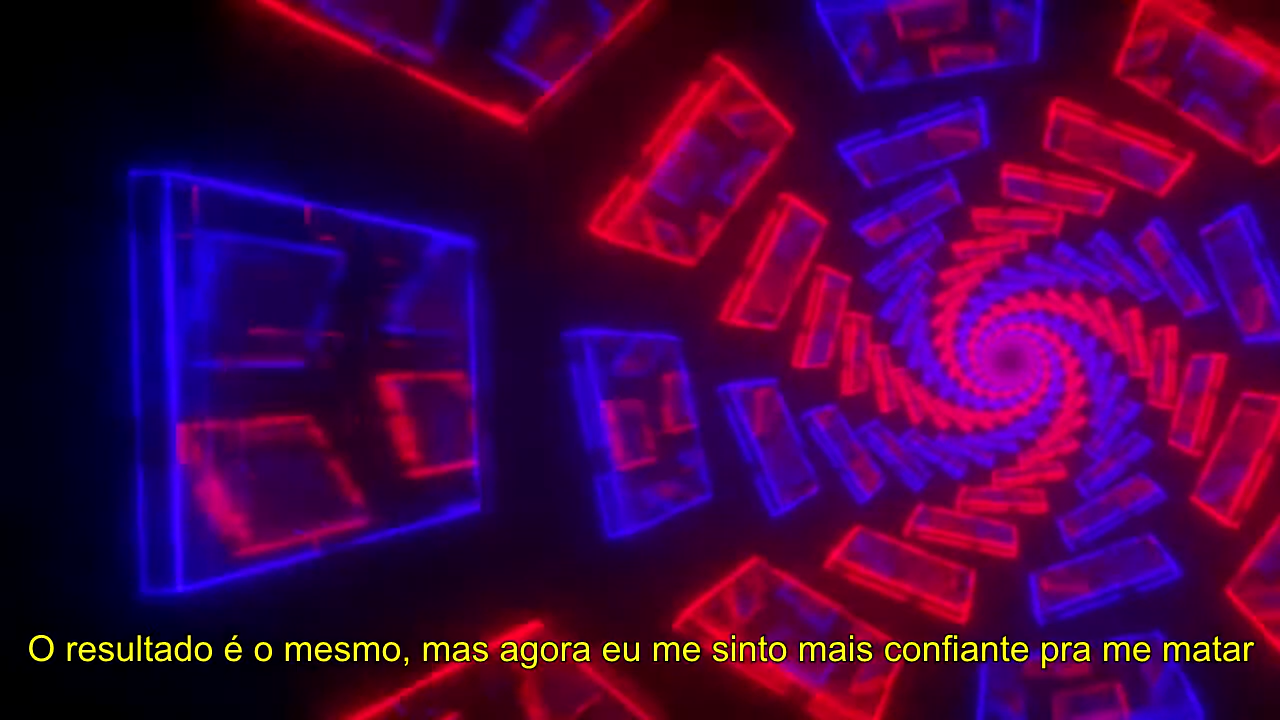 O resultado é o mesmo, mas agora eu me sinto mais confiante pra me matar